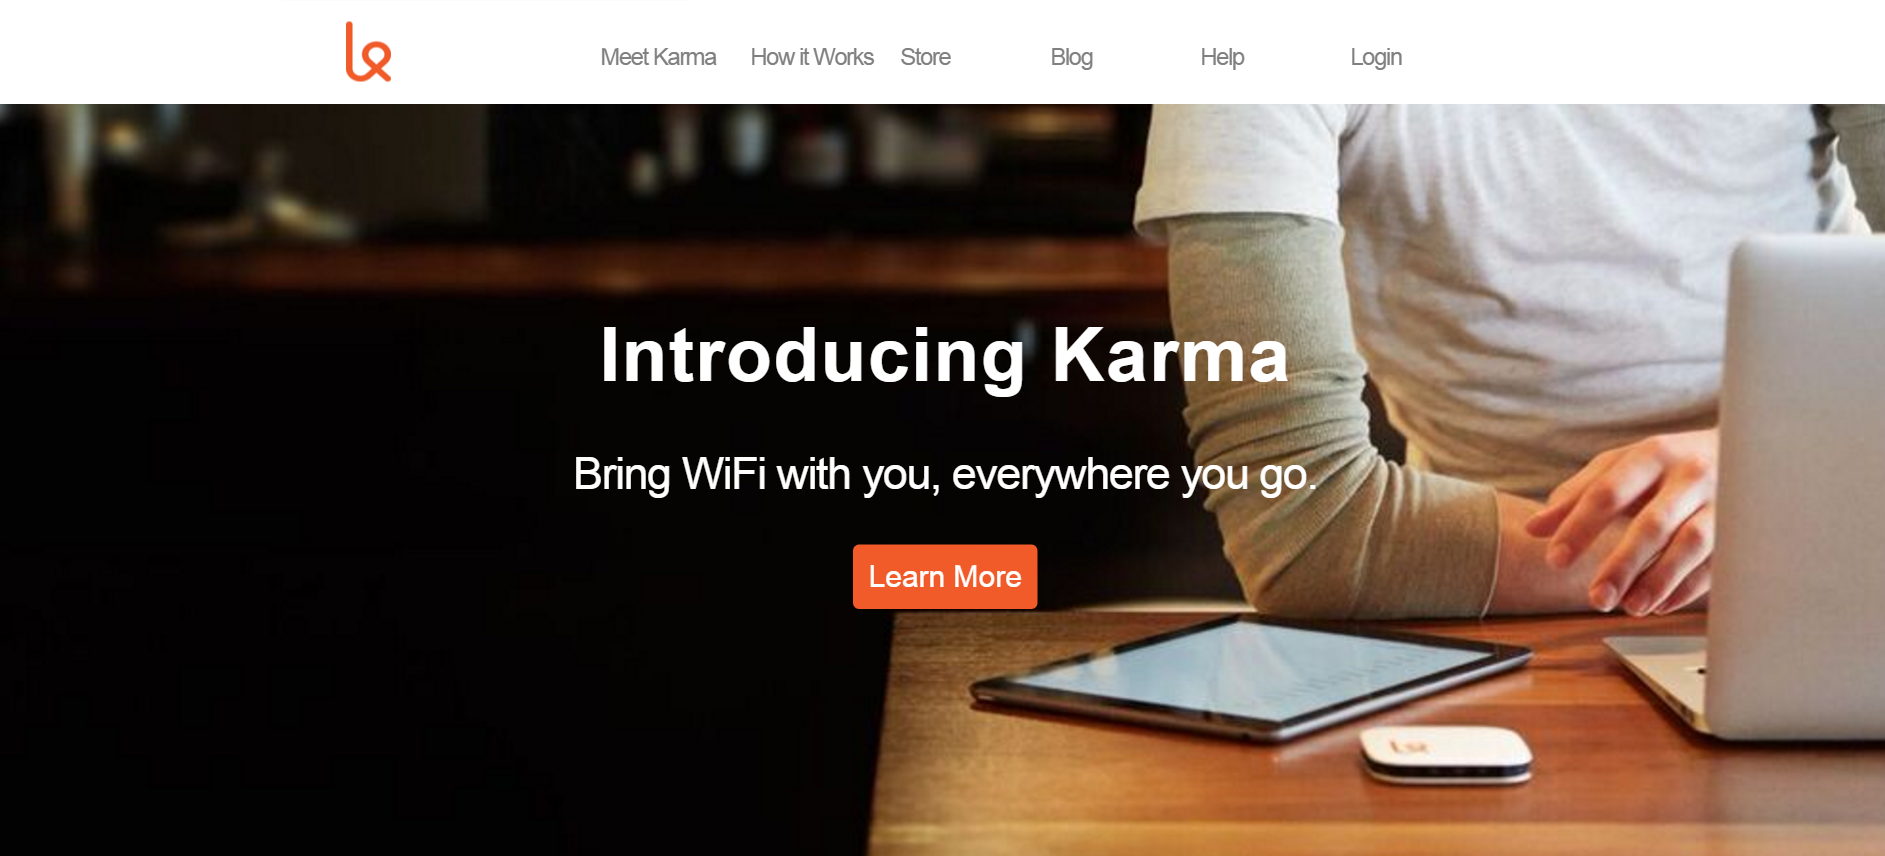 Meet Karma How it Works Store Blog Help Login
Introducing Karma
Bring WiFi with you, everywhere you go.
Learn More